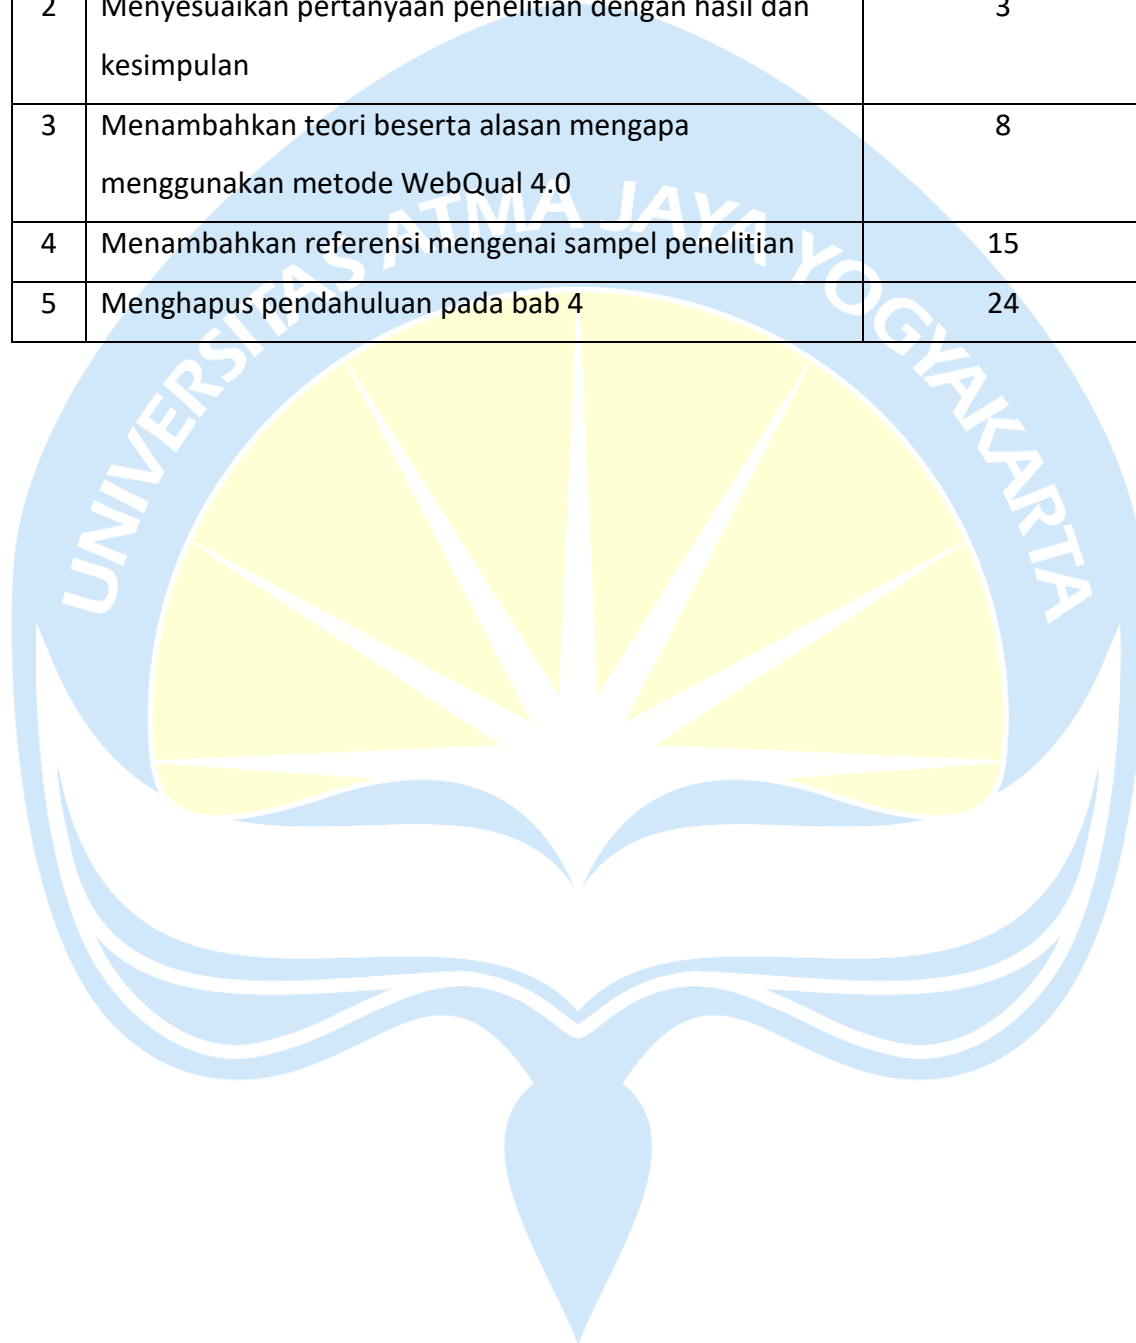 2 Menyesuaikan pertanyaan penelitian dengan hasil dan 3
kesimpulan
3 Menambahkan teori beserta alasan mengapa 8
menggunakan metode WebQual 4.0
4 Menambahkan referensi mengenai sampel penelitian 15
5 Menghapus pendahuluan pada bab 4 24
UNIVERSITAS ATMA JAYA YOGYAKARTA